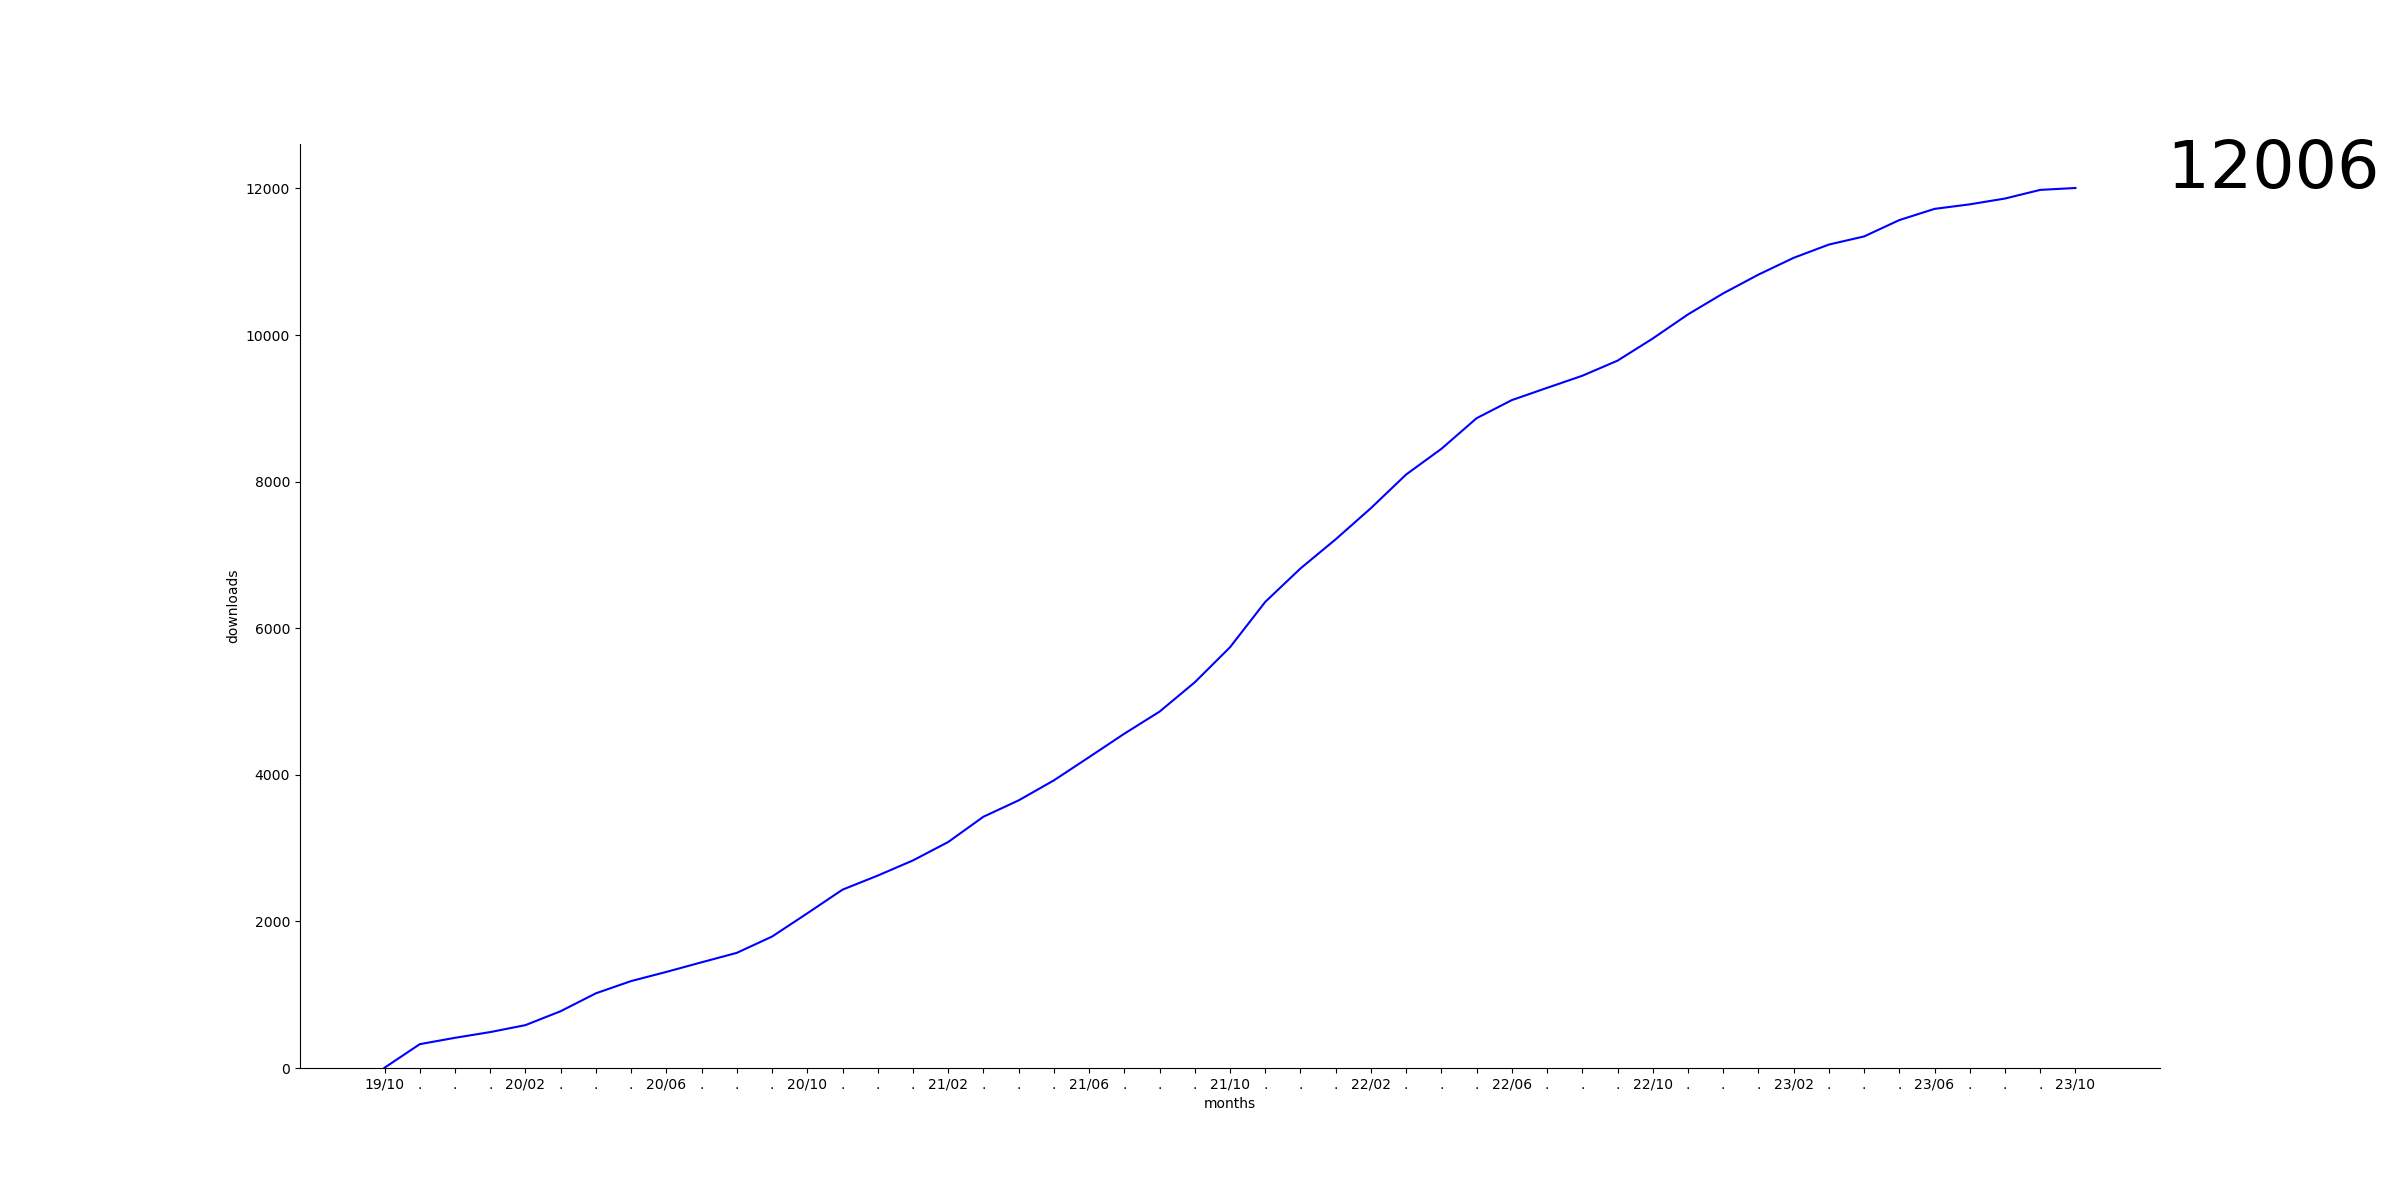 12006
12000
10000
8000
6000
4000
2000
0
downloads
19/10 . . . 20/02 . . . 20/06 . . . 20/10 . . . 21/02 . . . 21/06 . . . 21/10 . . . 22/02 . . . 22/06 . . . 22/10 . . . 23/02 . . . 23/06 . . . 23/10
months